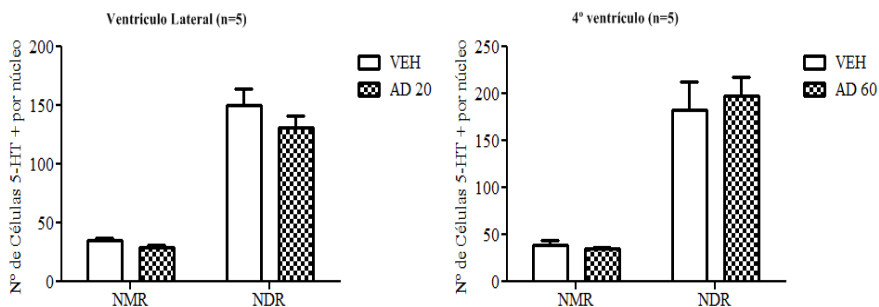 Ventriculo Lateral (n=5)
Nº de Células 5-HT + por núcleo
200
150
100
50
0
NMR
NDR
VEH
AD 20
4º ventrículo (n=5)
Nº de Células 5-HT + por núcleo
250
200
150
100
50
0
NMR
NDR
VEH
AD 60